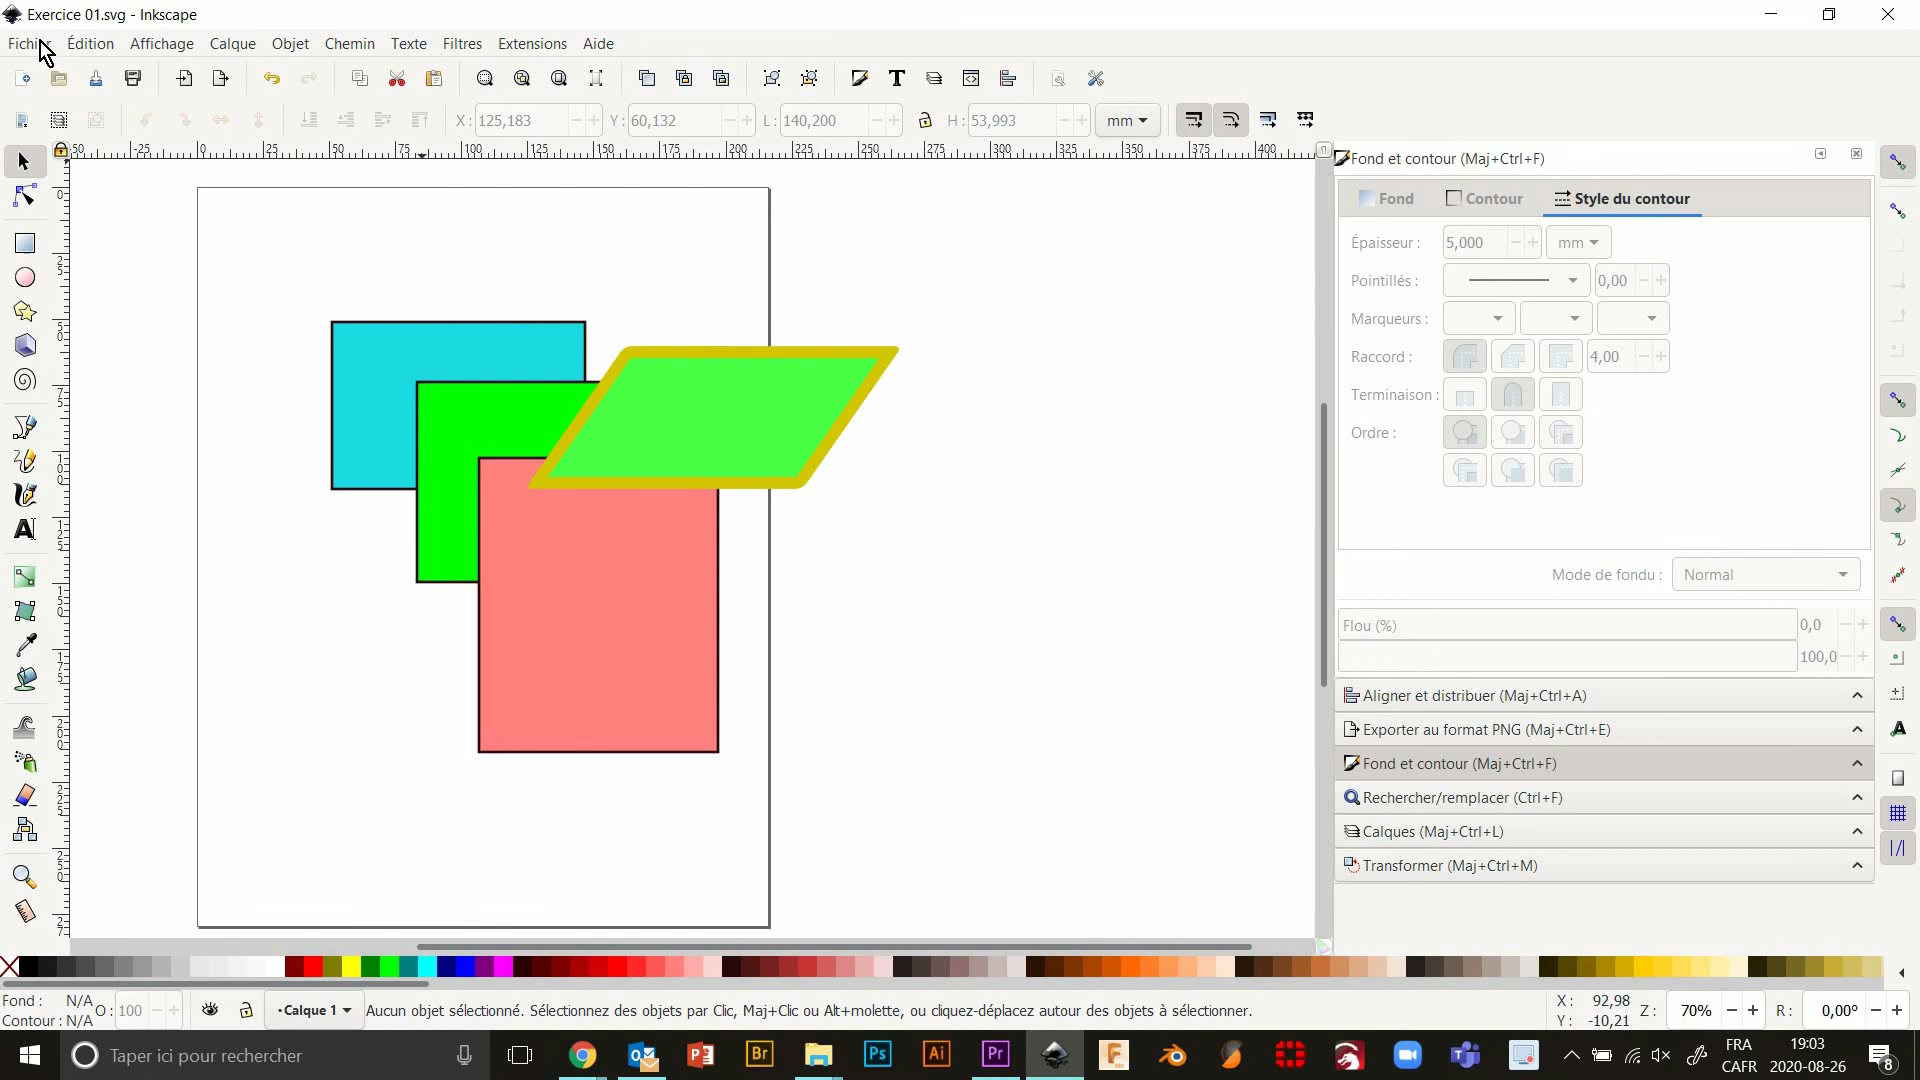 Exercice 01.svg - Inkscape
Fichier Édition Affichage Calque Objet Chemin Texte Filtres Extensions Aide
X : 125,183 Y : 60,132 L : 140,200 H : 53,993 mm
Fond et contour (Maj+Ctrl+F)
Fond Contour Style du contour
Épaisseur : 5,000 mm
Pointillés : 0,00
Marqueurs :
Raccord : 4,00
Terminaison :
Ordre :
Mode de fondu : Normal
Flou (%) 0,0
100,0
Aligner et distribuer (Maj+Ctrl+A)
Exporter au format PNG (Maj+Ctrl+E)
Fond et contour (Maj+Ctrl+F)
Rechercher/remplacer (Ctrl+F)
Calques (Maj+Ctrl+L)
Transformer (Maj+Ctrl+M)
Fond : N/A
Contour : N/A
O : 100
•Calque 1
Aucun objet sélectionné. Sélectionnez des objets par Clic, Maj+Clic ou Alt+molette, ou cliquez-déplacez autour des objets à sélectionner.
X : 92,98
Y : -10,21
Z : 70%
R : 0,00°
Taper ici pour rechercher
FRA
CAFR
19:03
2020-08-26
8